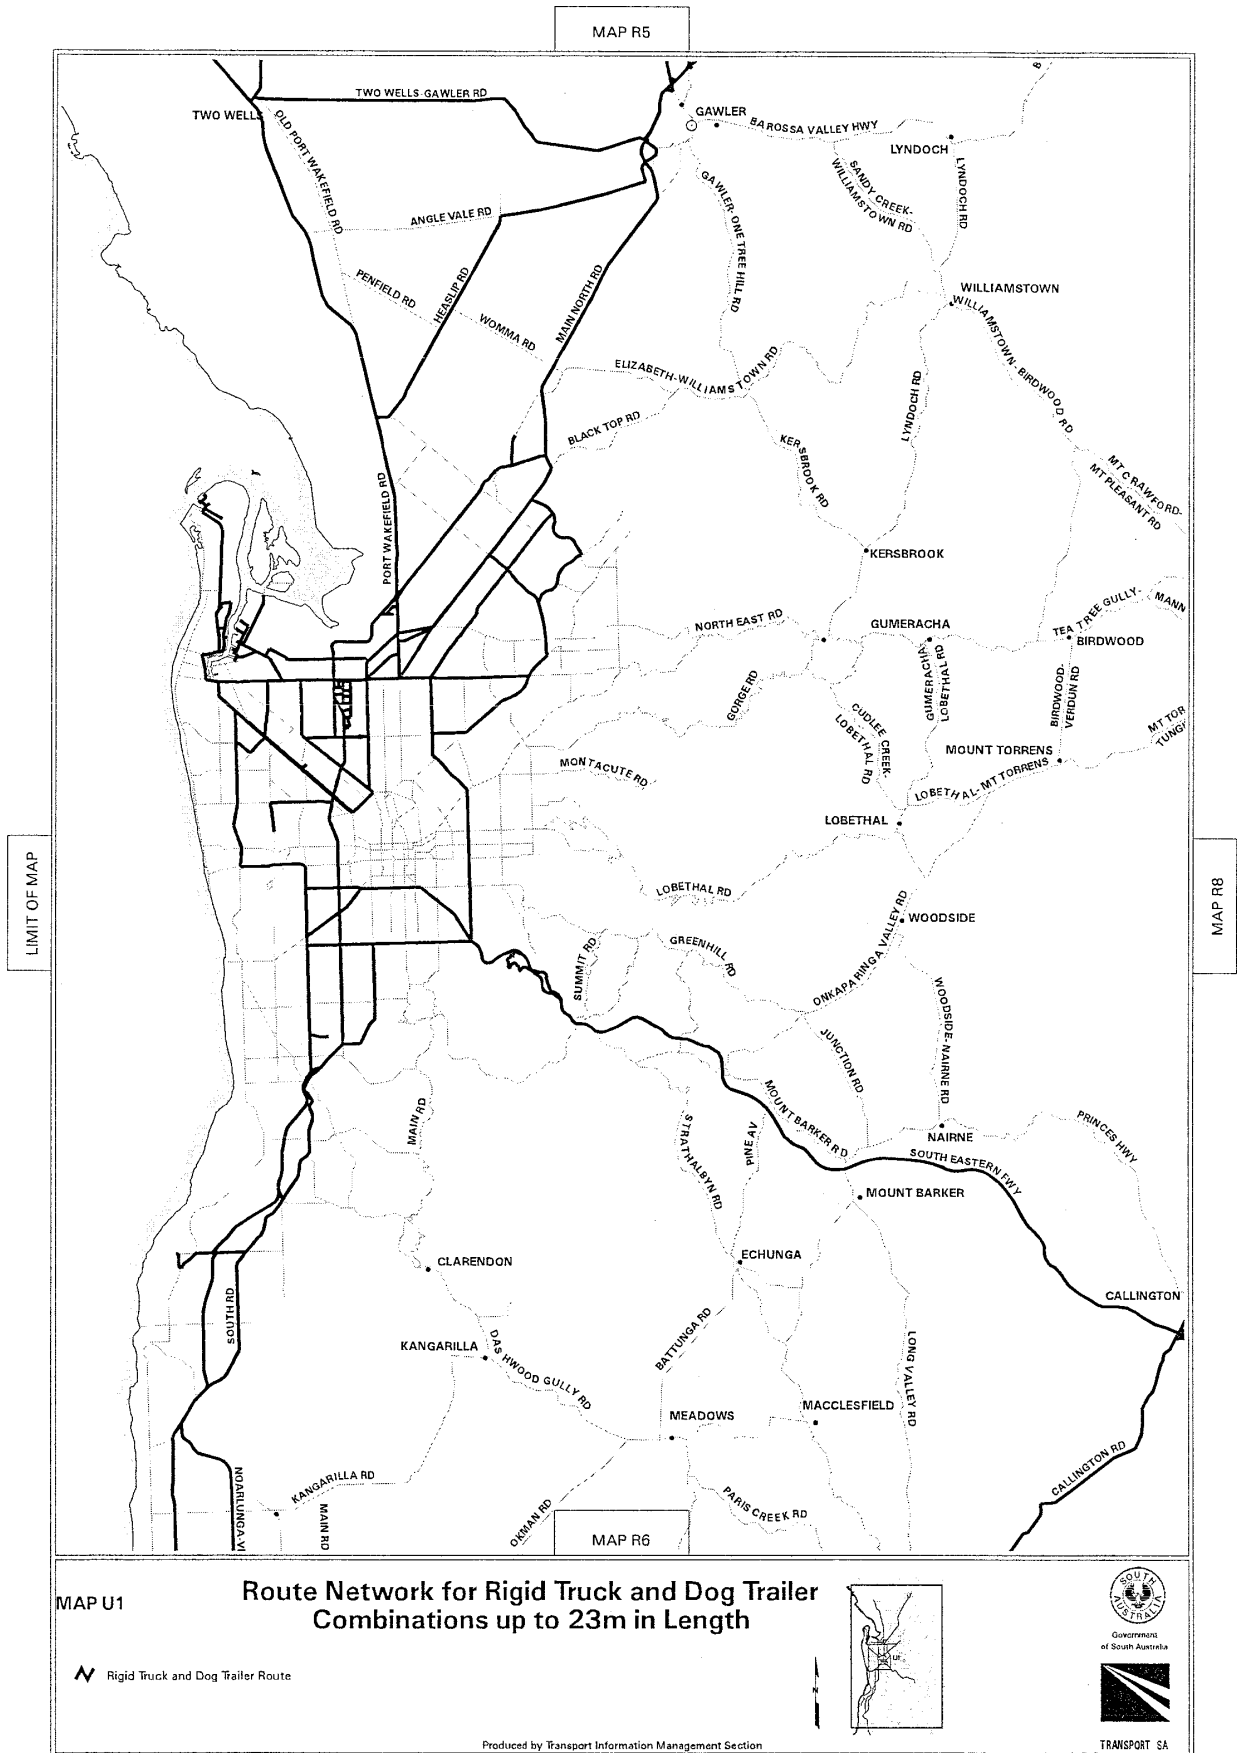 MAP R5
TWO WELLS-GAWLER RD
TWO WELLS
OLD PORT WAKEFIELD RD
GAWLER
BAROSSA VALLEY HWY
LYNDOCH
LYNDOCH RD
SANDY CREEK-
WILLIAMSTOWN RD
GAWLER-ONE TREE HILL RD
ANGLE VALE RD
PENFIELD RD
HEASLIP RD
WOMMA RD
MAIN NORTH RD
WILLIAMSTOWN
WILLIAMSTOWN-BIRDWOOD RD
ELIZABETH-WILLIAMSTOWN RD
LYNDOCH RD
BLACK TOP RD
KERSBROOK RD
MT CRAWFORD-
MT PLEASANT RD
PORT WAKEFIELD RD
KERSBROOK
NORTH EAST RD
GUMERACHA
TEA TREE GULLY-
MANN
BIRDWOOD
GUMERACHA-
LOBETHAL RD
BIRDWOOD-
VERDUN RD
GORGE RD
CUDLEE CREEK-
LOBETHAL RD
MT TOR
TUNGK
MOUNT TORRENS
MONTACUTE RD
LOBETHAL-MT TORRENS
LOBETHAL
LIMIT OF MAP
MAP R8
LOBETHAL RD
ONKAPARINGA VALLEY RD
WOODSIDE
SUMMIT RD
GREENHILL RD
WOODSIDE-NAIRNE RD
JUNCTION RD
MAIN RD
STRATHALBYN RD
PINE AV
MOUNT BARKER RD
NAIRNE
PRINCES HWY
SOUTH EASTERN FWY
MOUNT BARKER
CLARENDON
ECHUNGA
CALLINGTON
SOUTH RD
KANGARILLA
DASHWOOD GULLY RD
BATTUNGA RD
LONG VALLEY RD
MEADOWS
MACCLESFIELD
KANGARILLA RD
NOARLUNGA-VI
MAIN RD
OKMAN RD
PARIS CREEK RD
CALLINGTON RD
MAP R6
MAP U1
Route Network for Rigid Truck and Dog Trailer
Combinations up to 23m in Length
Rigid Truck and Dog Trailer Route
N
U1
SOUTH
AUSTRALIA
Government
of South Australia
TRANSPORT SA
Produced by Transport Information Management Section